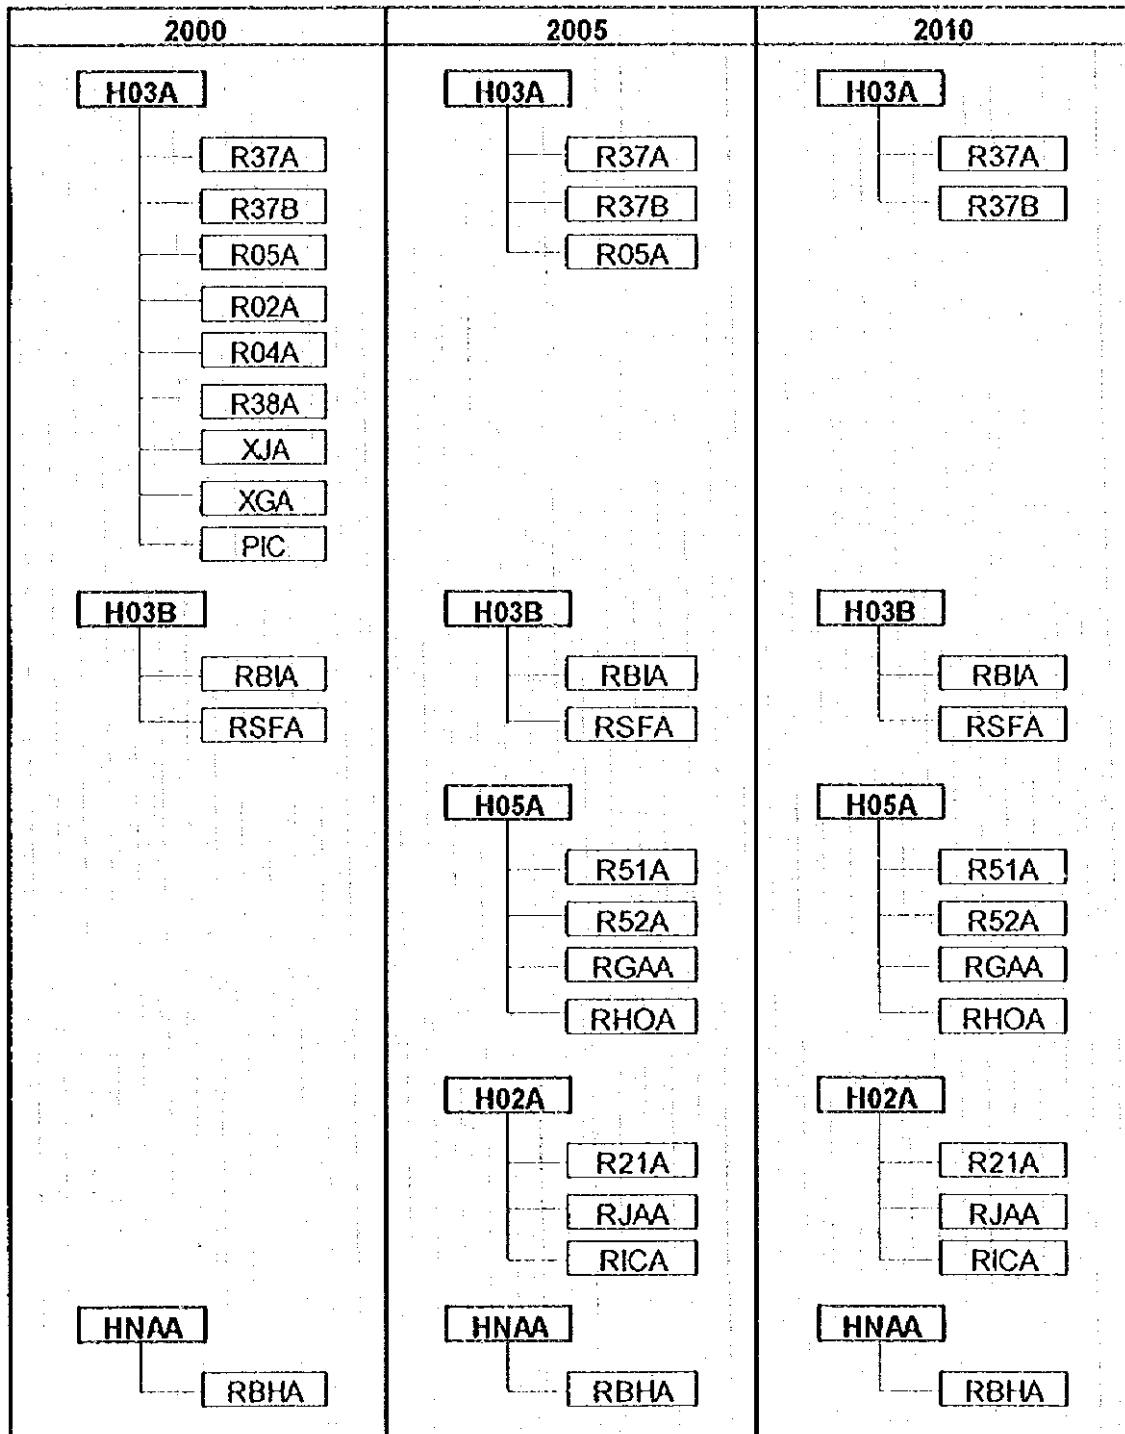 2000 2005 2010
H03A H03A H03A
R37A R37A R37A
R37B R37B R37B
R05A R05A
R02A
R04A
R38A
XJA
XGA
PIC
H03B H03B H03B
RBIA RBIA RBIA
RSFA RSFA RSFA
H05A H05A
R51A R51A
R52A R52A
RGAA RGAA
RHOA RHOA
H02A H02A
R21A R21A
RJAA RJAA
RICA RICA
HNAA HNAA HNAA
RBHA RBHA RBHA